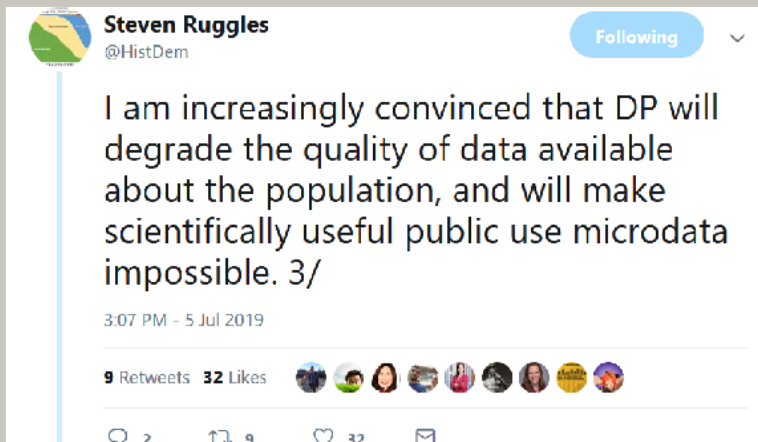 Steven Ruggles
@HistDem
Following
I am increasingly convinced that DP will
degrade the quality of data available
about the population, and will make
scientifically useful public use microdata
impossible. 3/
3:07 PM - 5 Jul 2019
9 Retweets 32 Likes
2 9 32